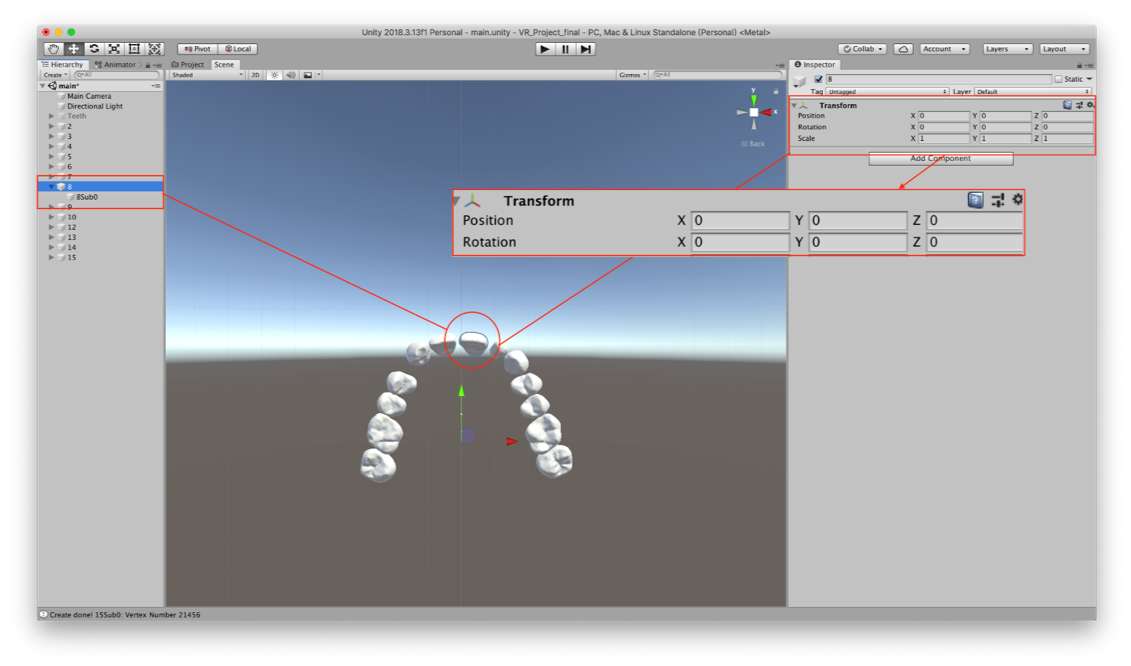 Unity 2018.3.13f1 Personal - main.unity - VR_Project_final - PC, Mac & Linux Standalone (Personal) <Metal>
Pivot Local Collab Account Layers Layout
Hierarchy Animator Project Scene Inspector
Create All Shaded 2D Gizmos All 8 Static
main* Tag Untagged Layer Default
Main Camera Transform
Directional Light Position X 0 Y 0 Z 0
Teeth
2 Rotation X 0 Y 0 Z 0
3 Scale X 1 Y 1 Z 1
4 Back
5 Add Component
6
7
8
8Sub0
9
10
12
13
14
15
y
x
Transform
Position X 0 Y 0 Z 0
Rotation X 0 Y 0 Z 0
Create done! 15Sub0: Vertex Number 21456